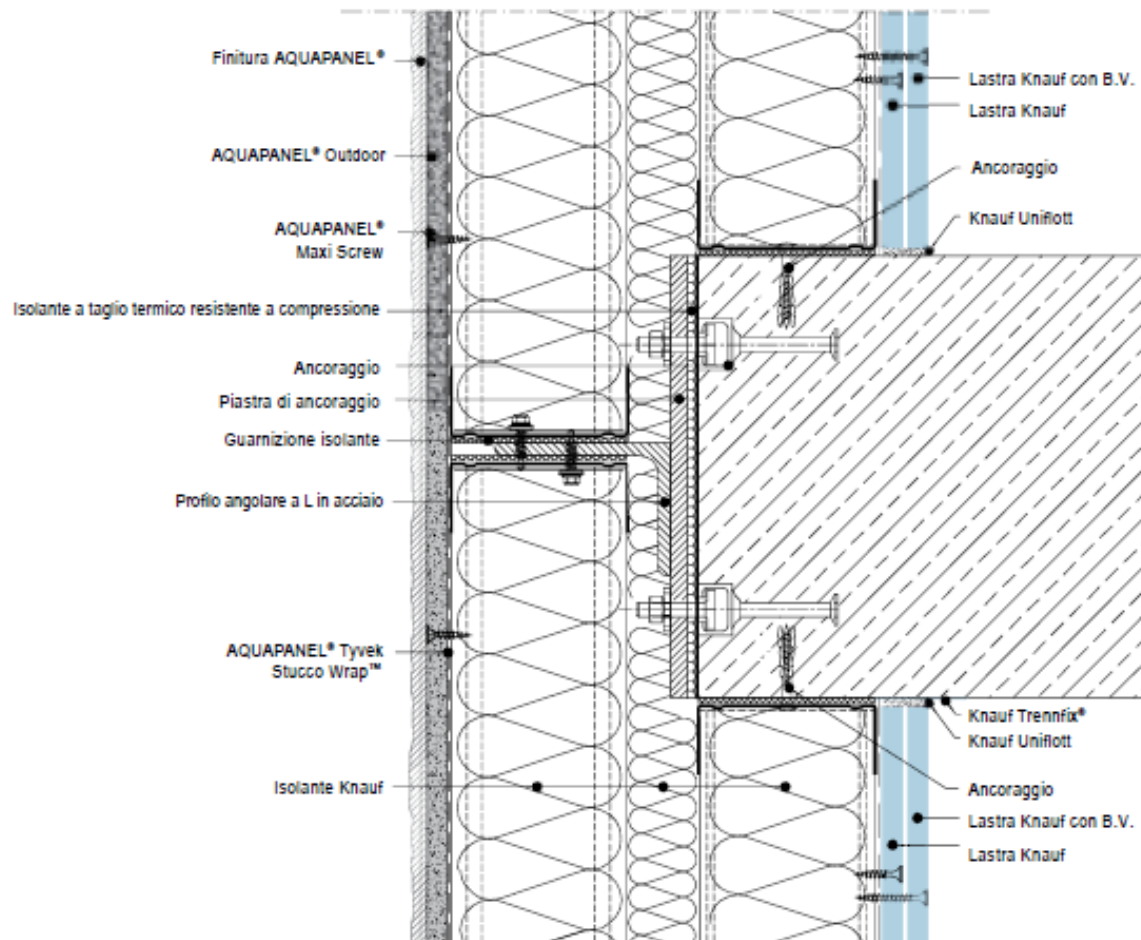 Finitura AQUAPANEL®
AQUAPANEL® Outdoor
AQUAPANEL®
Maxi Screw
Isolante a taglio termico resistente a compressione
Ancoraggio
Piastra di ancoraggio
Guarnizione isolante
Profilo angolare a L in acciaio
AQUAPANEL® Tyvek
Stucco Wrap™
Isolante Knauf
Lastra Knauf con B.V.
Lastra Knauf
Ancoraggio
Knauf Uniflott
Knauf Trennfix®
Knauf Uniflott
Ancoraggio
Lastra Knauf con B.V.
Lastra Knauf